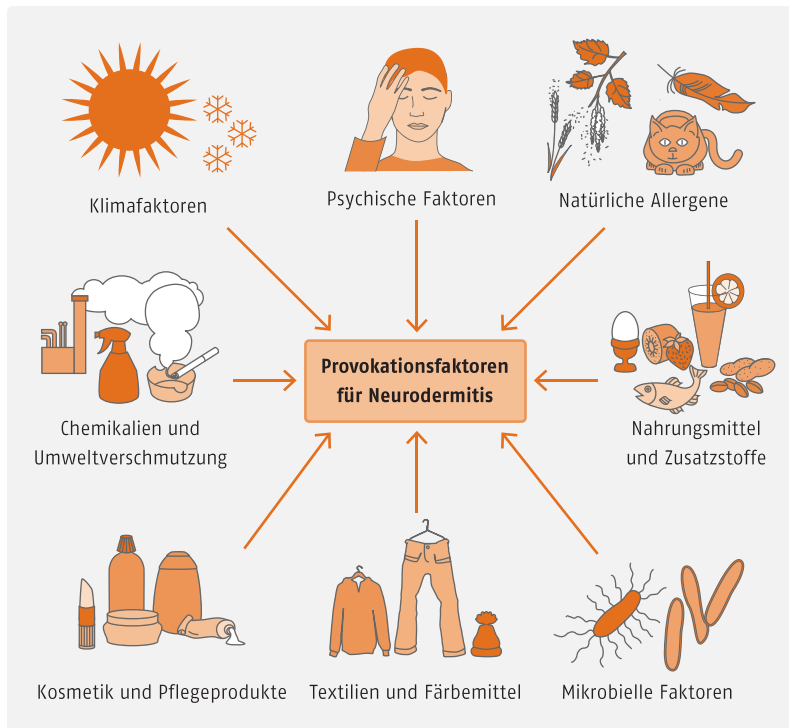 Klimafaktoren
Psychische Faktoren
Natürliche Allergene
Provokationsfaktoren
für Neurodermitis
Chemikalien und
Umweltverschmutzung
Nahrungsmittel
und Zusatzstoffe
Kosmetik und Pflegeprodukte
Textilien und Färbemittel
Mikrobielle Faktoren